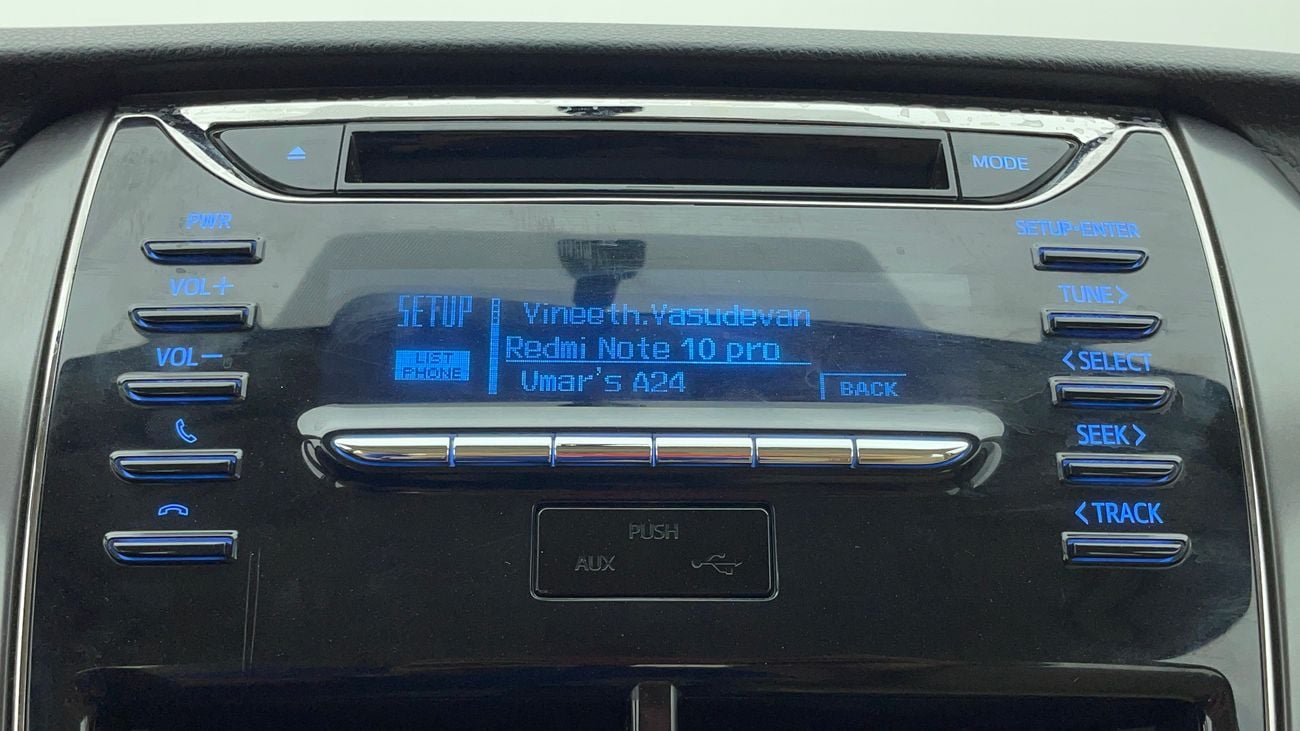 MODE
PWR
SETUP•ENTER
VOL+
TUNE >
SETUP
Vineeth.Vasudevan
VOL−
LIST
PHONE
Redmi Note 10 pro
< SELECT
Umar's A24
BACK
SEEK >
< TRACK
PUSH
AUX